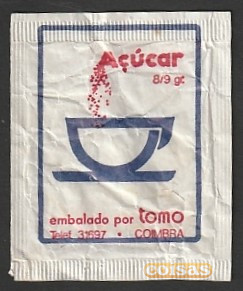 Açúcar
8/9 gr
embalado por tomo
Telef. 31697 • COIMBRA
coisas